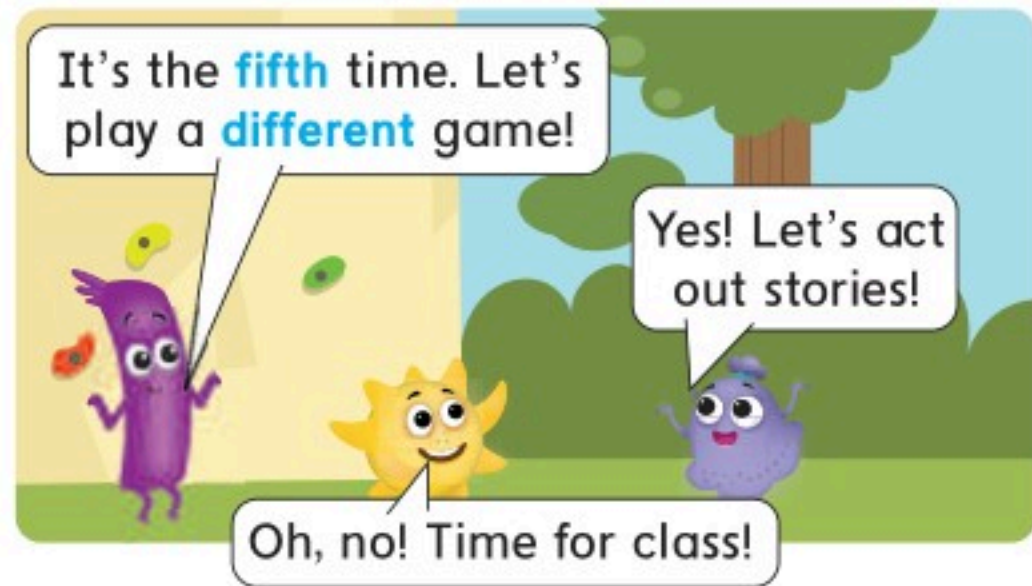 It's the fifth time. Let's
play a different game!
Yes! Let's act
out stories!
Oh, no! Time for class!